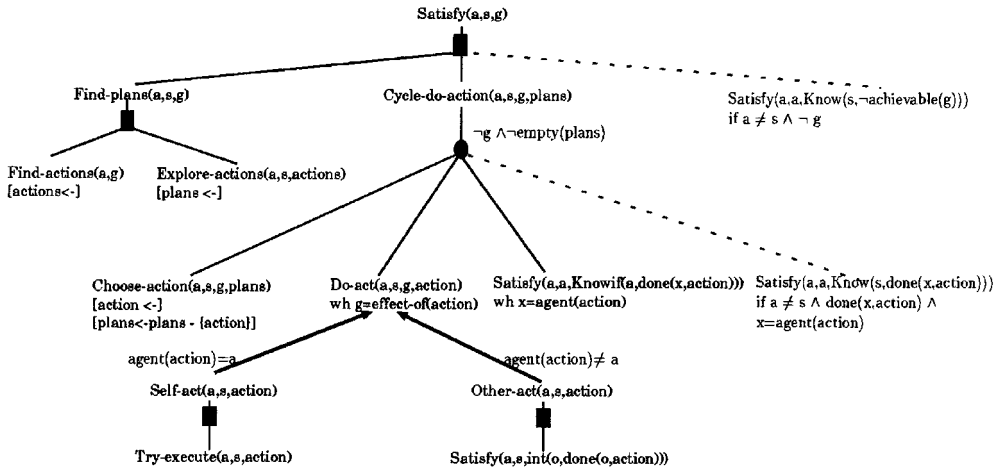 Satisfy(a,s,g)
Find-plans(a,s,g)
Cycle-do-action(a,s,g,plans)
Satisfy(a,a,Know(s,¬achievable(g)))
if a ≠ s ∧ ¬ g
¬g ∧¬empty(plans)
Find-actions(a,g)
[actions<-]
Explore-actions(a,s,actions)
[plans <-]
Choose-action(a,s,g,plans)
[action <-]
[plans<-plans - {action}]
Do-act(a,s,g,action)
wh g=effect-of(action)
Satisfy(a,a,Knowif(a,done(x,action)))
wh x=agent(action)
Satisfy(a,a,Know(s,done(x,action)))
if a ≠ s ∧ done(x,action) ∧
x=agent(action)
agent(action)=a
agent(action)≠ a
Self-act(a,s,action)
Other-act(a,s,action)
Try-execute(a,s,action)
Satisfy(a,s,int(o,done(o,action)))